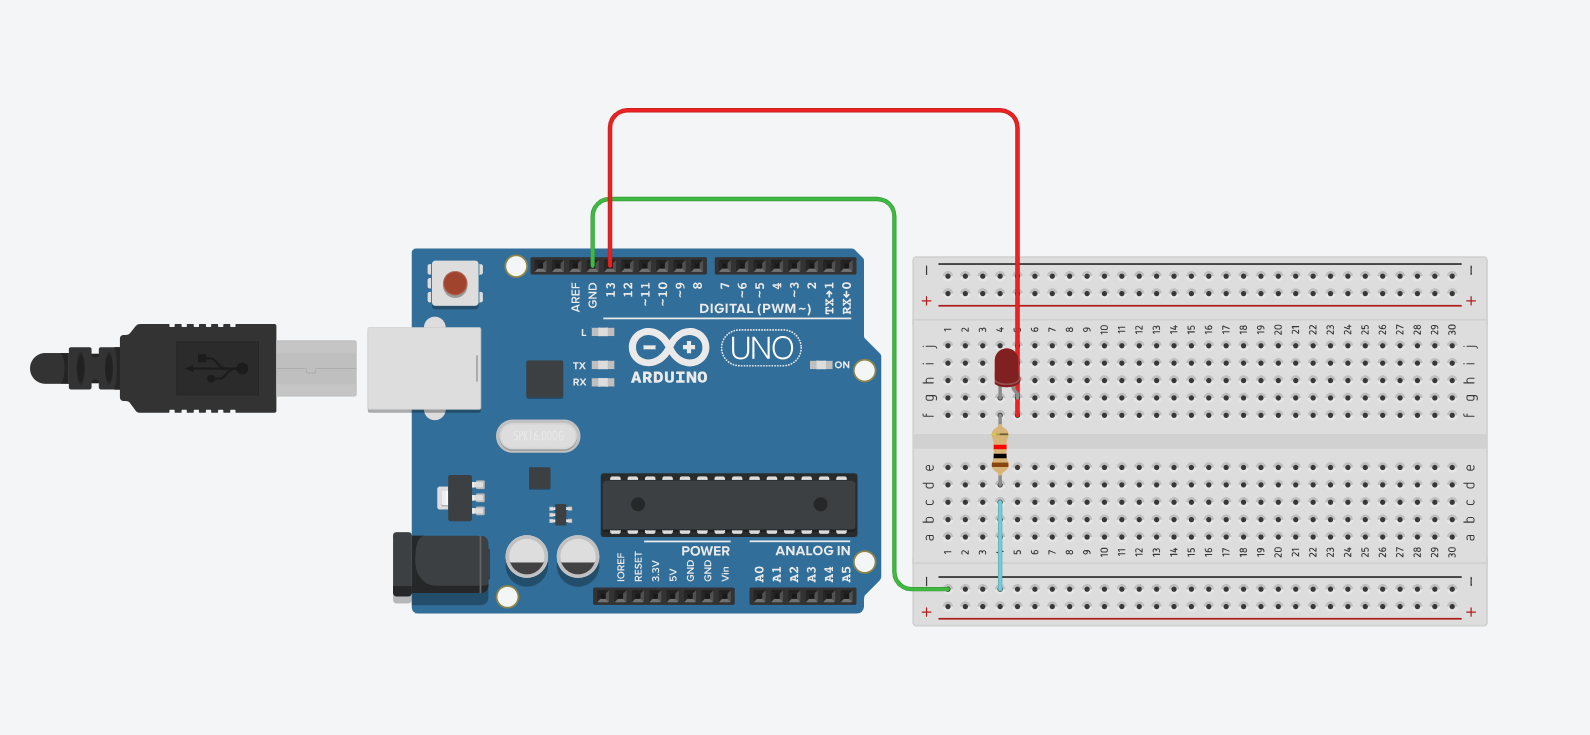 AREF
GND
13
12
~11
~10
~9
8
7
~6
~5
4
~3
2
TX→1
RX←0
DIGITAL (PWM~)
L
TX
RX
ARDUINO
UNO
ON
SPK16.000G
POWER
ANALOG IN
IOREF
RESET
3.3V
5V
GND
GND
Vin
A0
A1
A2
A3
A4
A5
− −
+ +
1 2 3 4 5 6 7 8 9 10 11 12 13 14 15 16 17 18 19 20 21 22 23 24 25 26 27 28 29 30
j j
i i
h h
g g
f f
e e
d d
c c
b b
a a
1 2 3 4 5 6 7 8 9 10 11 12 13 14 15 16 17 18 19 20 21 22 23 24 25 26 27 28 29 30
− −
+ +